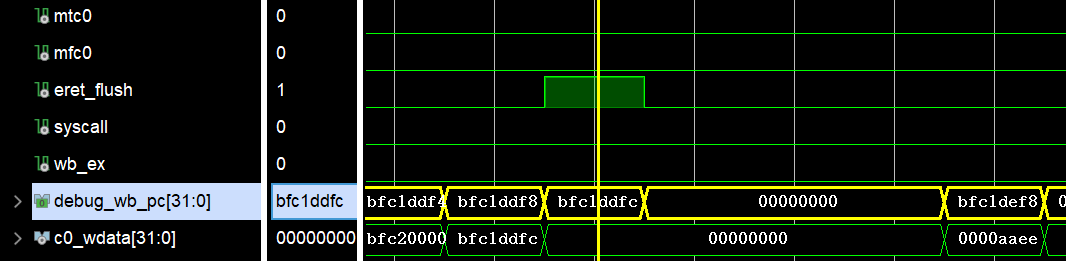 mtc0 0
mfc0 0
eret_flush 1
syscall 0
wb_ex 0
debug_wb_pc[31:0] bfc1ddfc bfc1ddf4 bfc1ddf8 bfc1ddfc 00000000 bfc1def8 0
c0_wdata[31:0] 00000000 bfc20000 bfc1ddfc 00000000 0000aaee